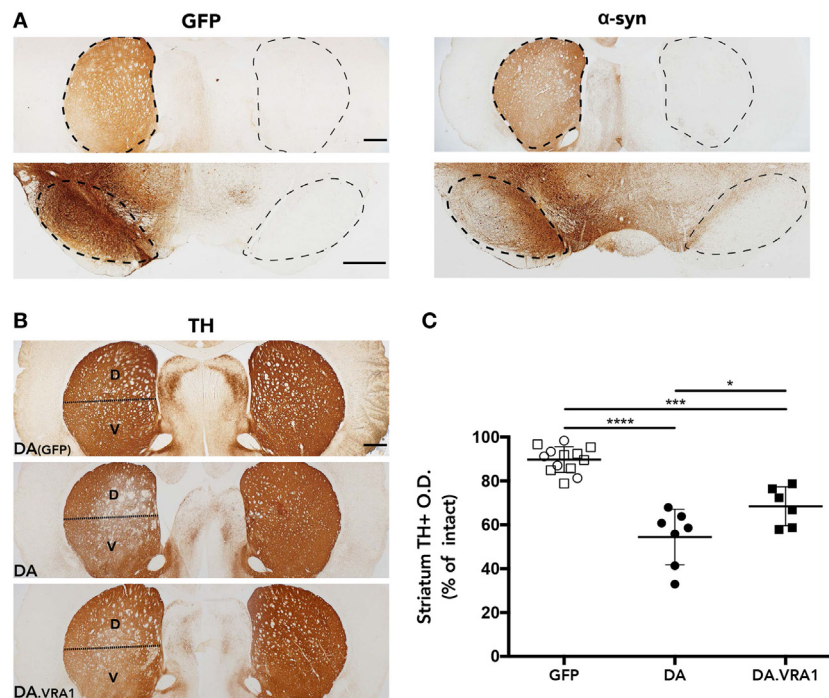 A
GFP
α-syn
B
TH
D
V
DA(GFP)
D
V
DA
D
V
DA.VRA1
C
*
***
****
Striatum TH+ O.D.
(% of intact)
100
80
60
40
20
0
GFP
DA
DA.VRA1